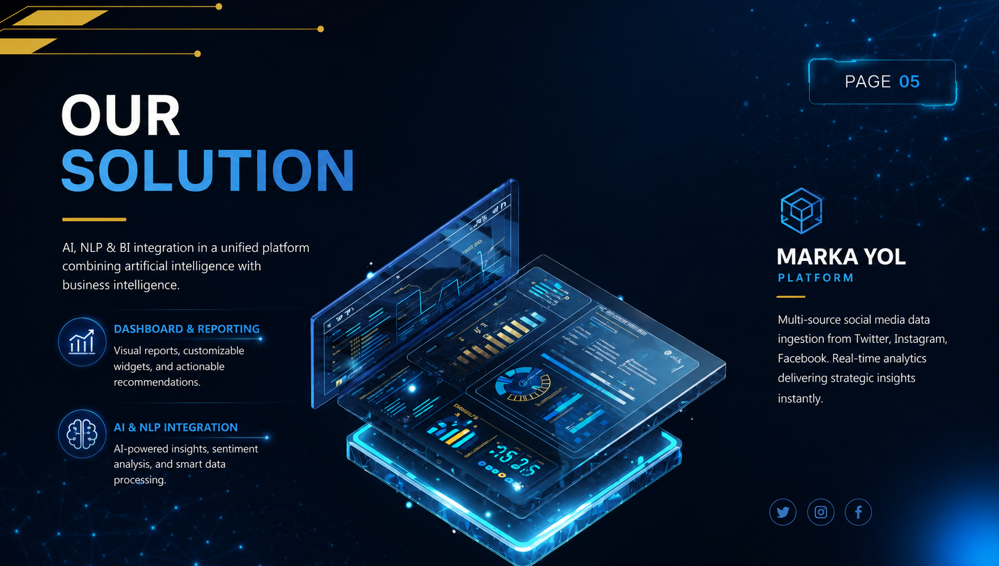 PAGE 05
OUR
SOLUTION
AI, NLP & BI integration in a unified platform
combining artificial intelligence with
business intelligence.
DASHBOARD & REPORTING
Visual reports, customizable
widgets, and actionable
recommendations.
AI & NLP INTEGRATION
AI-powered insights, sentiment
analysis, and smart data
processing.
MARKA YOL
PLATFORM
Multi-source social media data
ingestion from Twitter, Instagram,
Facebook. Real-time analytics
delivering strategic insights
instantly.